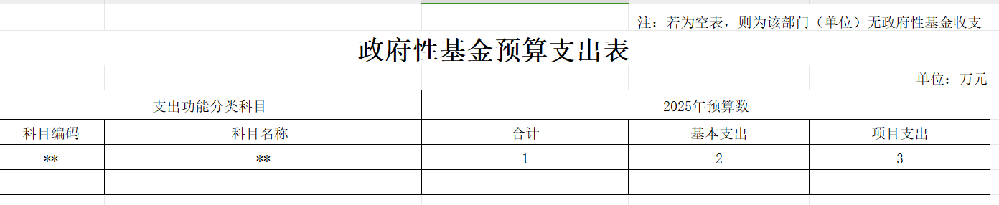 注：若为空表，则为该部门（单位）无政府性基金收支
政府性基金预算支出表
单位：万元
支出功能分类科目 2025年预算数
科目编码 科目名称 合计 基本支出 项目支出
** ** 1 2 3